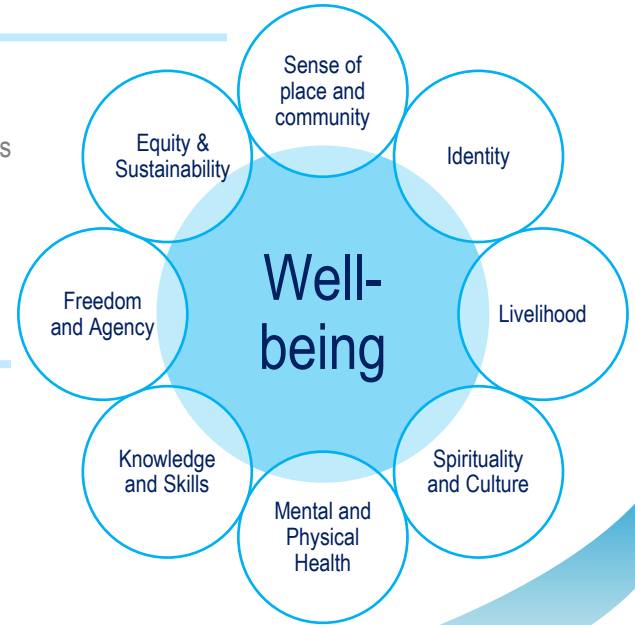 Sense of
place and
community
Identity
Livelihood
Spirituality
and Culture
Mental and
Physical
Health
Knowledge
and Skills
Freedom
and Agency
Equity &
Sustainability
Well-
being